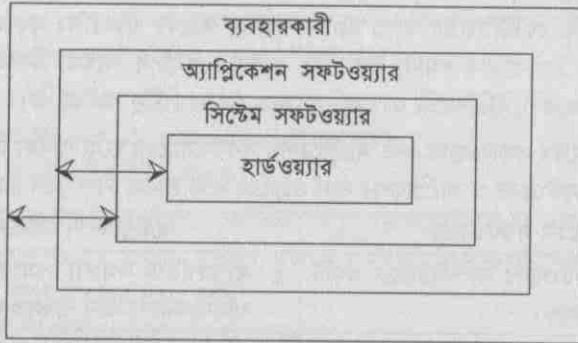 ব্যবহারকারী
অ্যাপ্লিকেশন সফটওয়্যার
সিস্টেম সফটওয়্যার
হার্ডওয়্যার